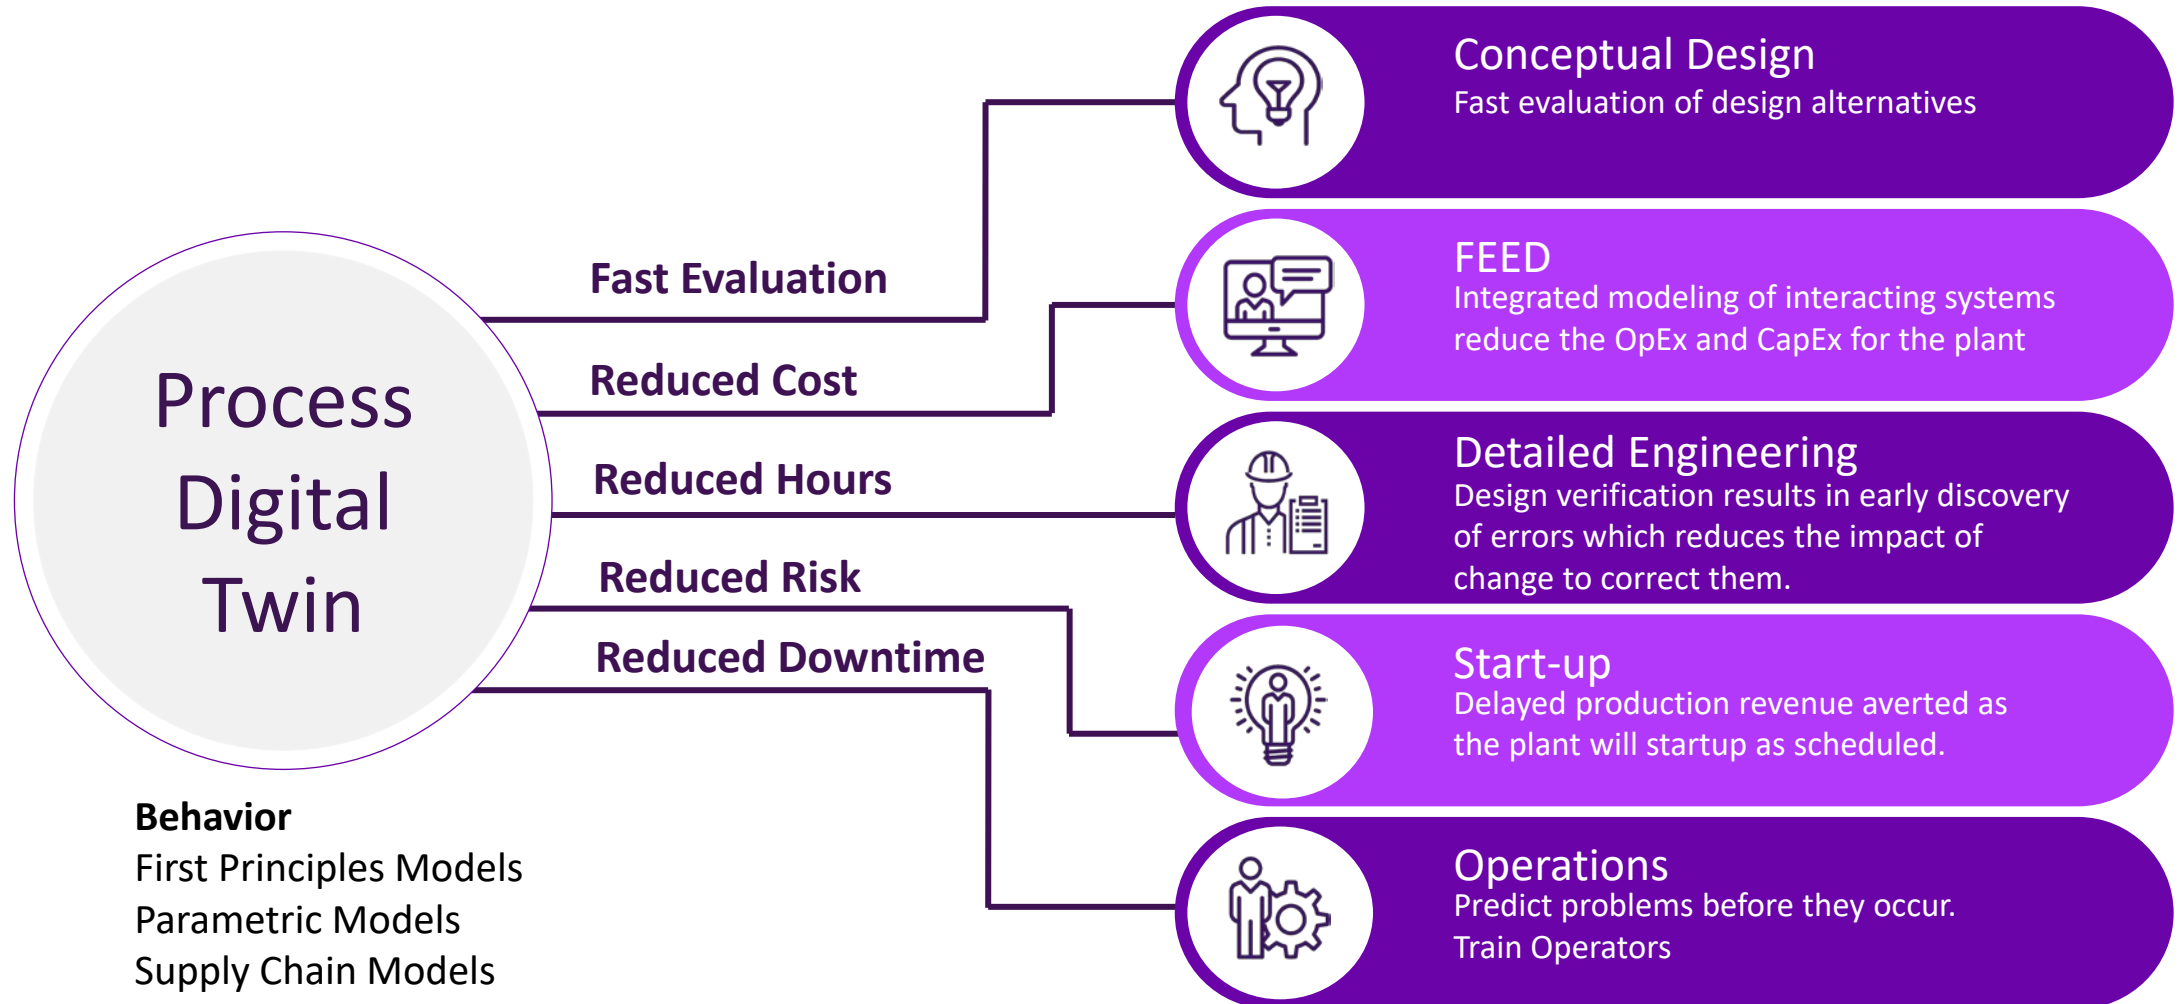 Process
Digital
Twin
Behavior
First Principles Models
Parametric Models
Supply Chain Models
Fast Evaluation
Reduced Cost
Reduced Hours
Reduced Risk
Reduced Downtime
Conceptual Design
Fast evaluation of design alternatives
FEED
Integrated modeling of interacting systems
reduce the OpEx and CapEx for the plant
Detailed Engineering
Design verification results in early discovery
of errors which reduces the impact of
change to correct them.
Start-up
Delayed production revenue averted as
the plant will startup as scheduled.
Operations
Predict problems before they occur.
Train Operators